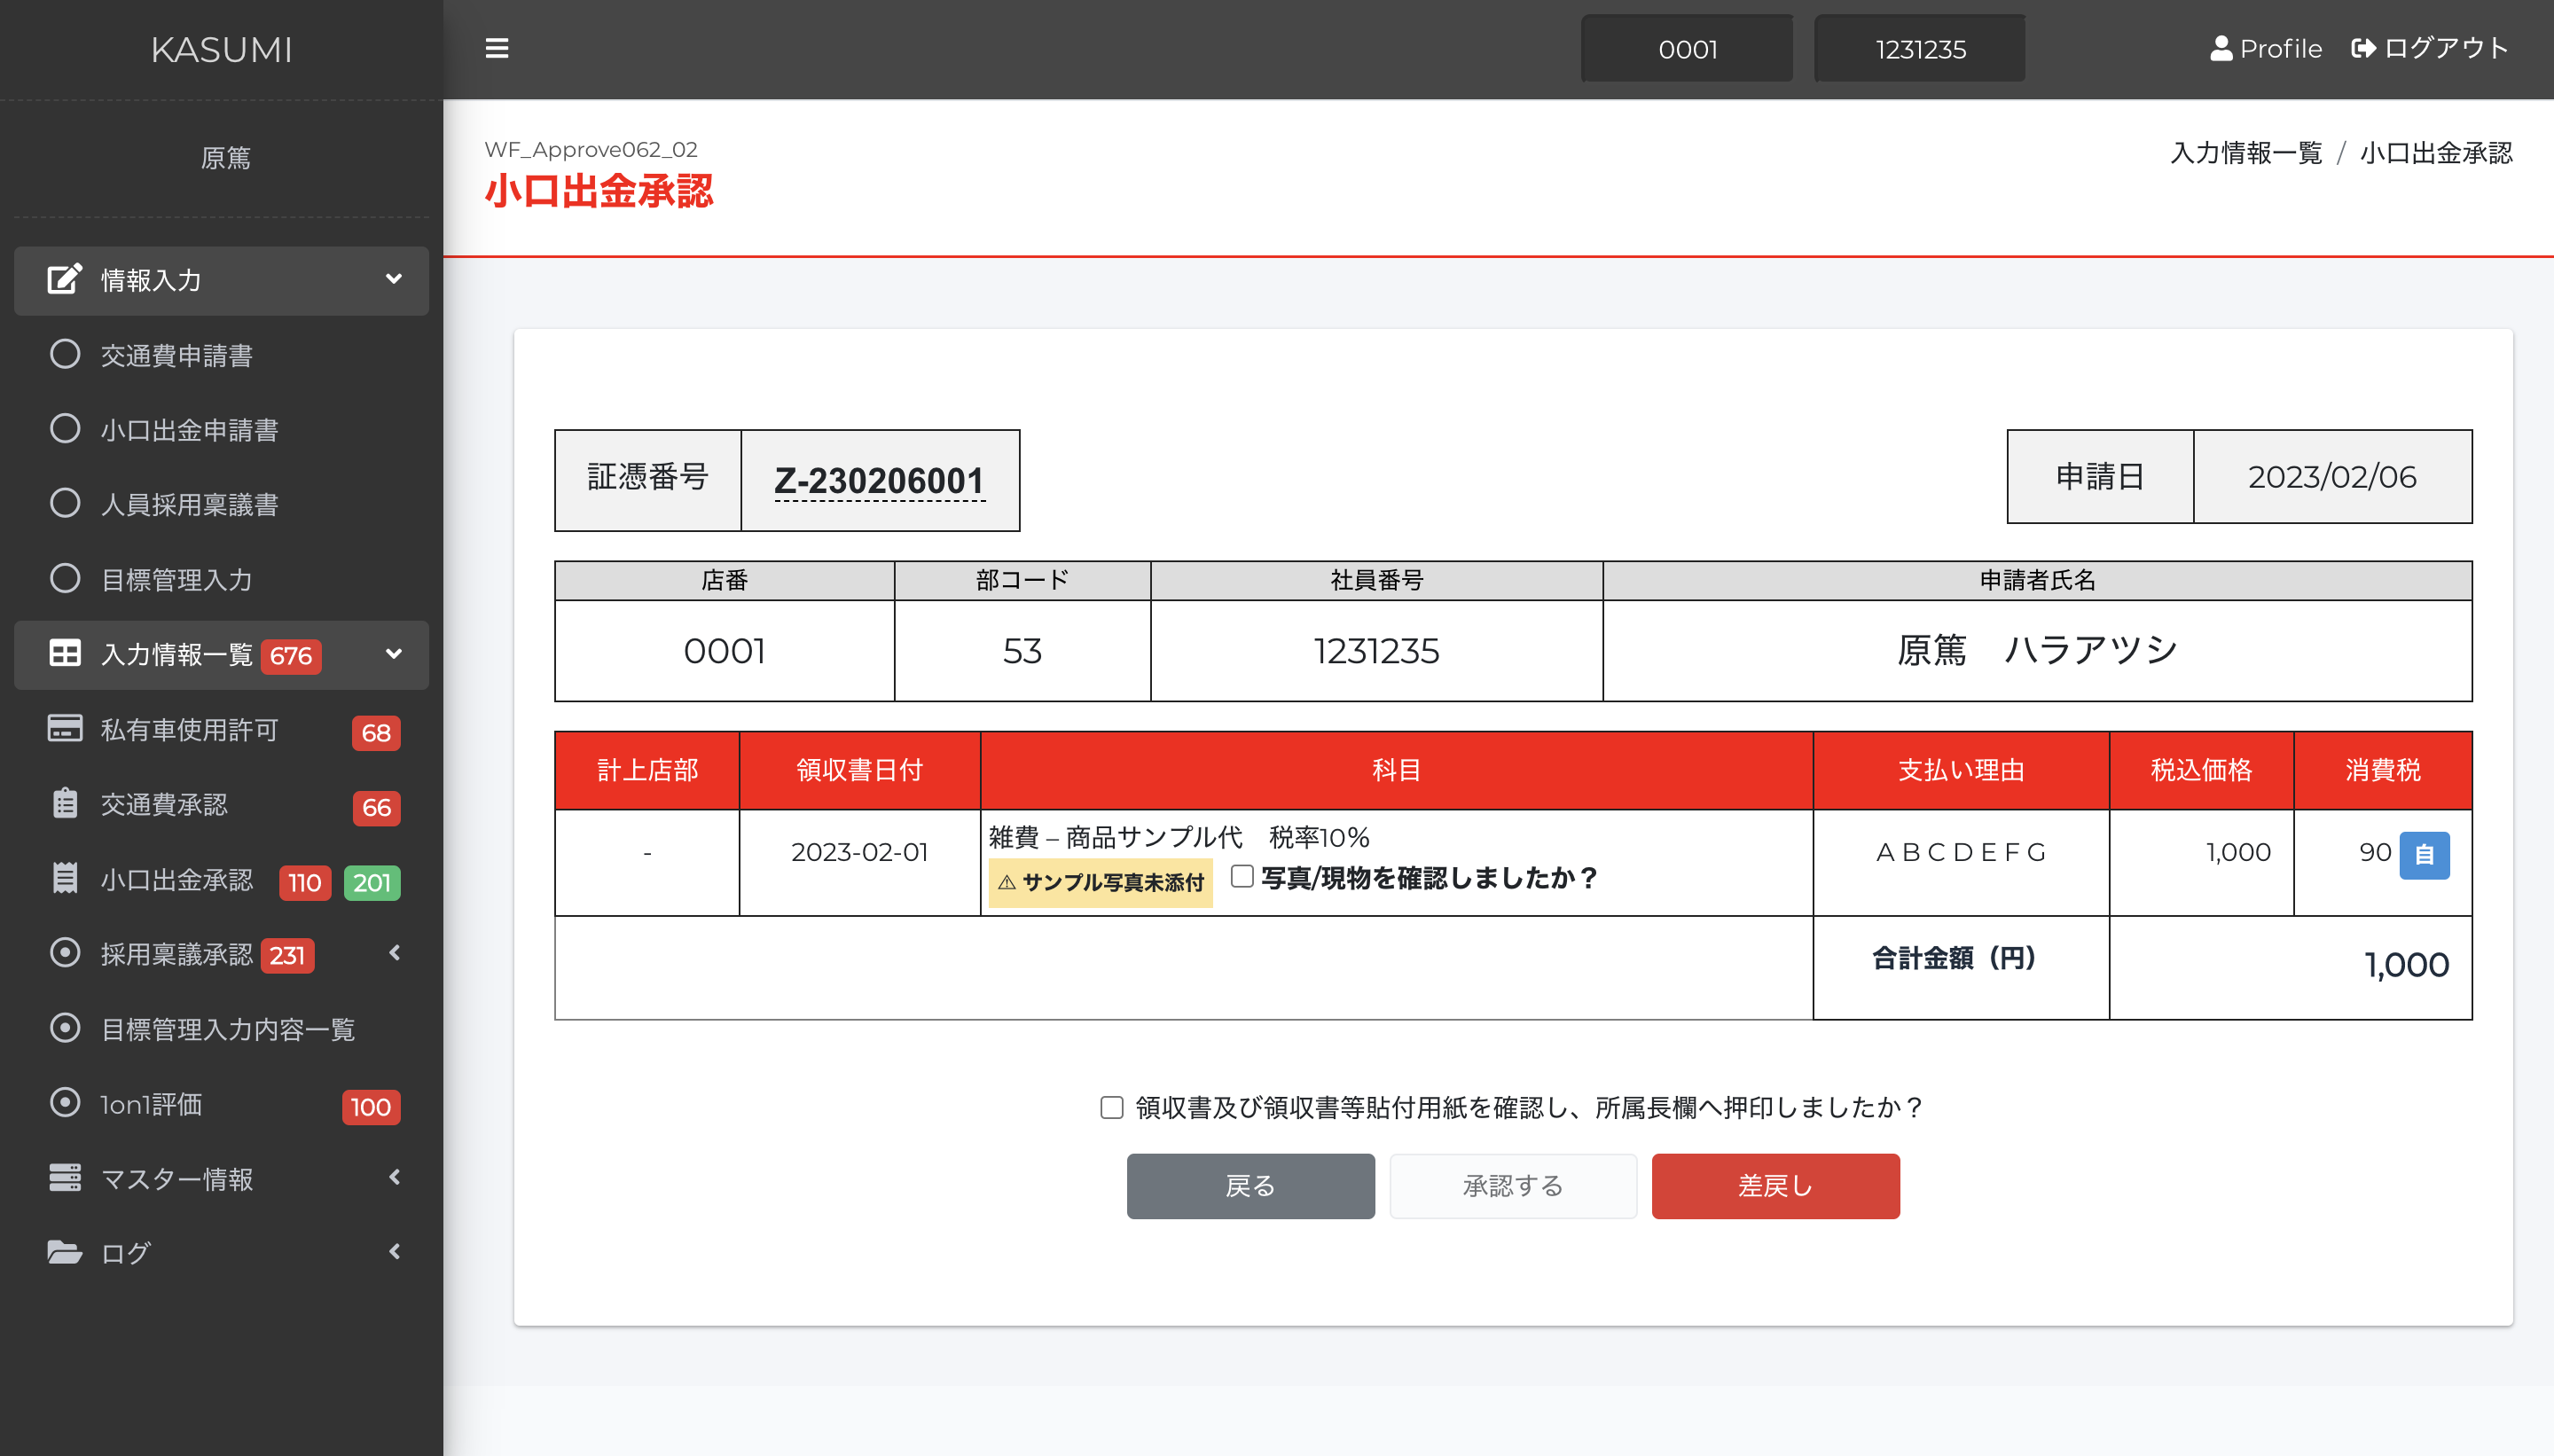 KASUMI
0001
1231235
Profile
ログアウト
原篤
情報入力
交通費申請書
小口出金申請書
人員採用稟議書
目標管理入力
入力情報一覧 676
私有車使用許可 68
交通費承認 66
小口出金承認 110 201
採用稟議承認 231
目標管理入力内容一覧
1on1評価 100
マスター情報
ログ
WF_Approve062_02
小口出金承認
入力情報一覧 / 小口出金承認
証憑番号 Z-230206001
申請日 2023/02/06
店番 部コード 社員番号 申請者氏名
0001 53 1231235 原篤　ハラアツシ
計上店部 領収書日付 科目 支払い理由 税込価格 消費税
- 2023-02-01 雑費 – 商品サンプル代　税率10% ＡＢＣＤＥＦＧ 1,000 90 自
⚠ サンプル写真未添付 写真/現物を確認しましたか？
合計金額（円） 1,000
領収書及び領収書等貼付用紙を確認し、所属長欄へ押印しましたか？
戻る 承認する 差戻し